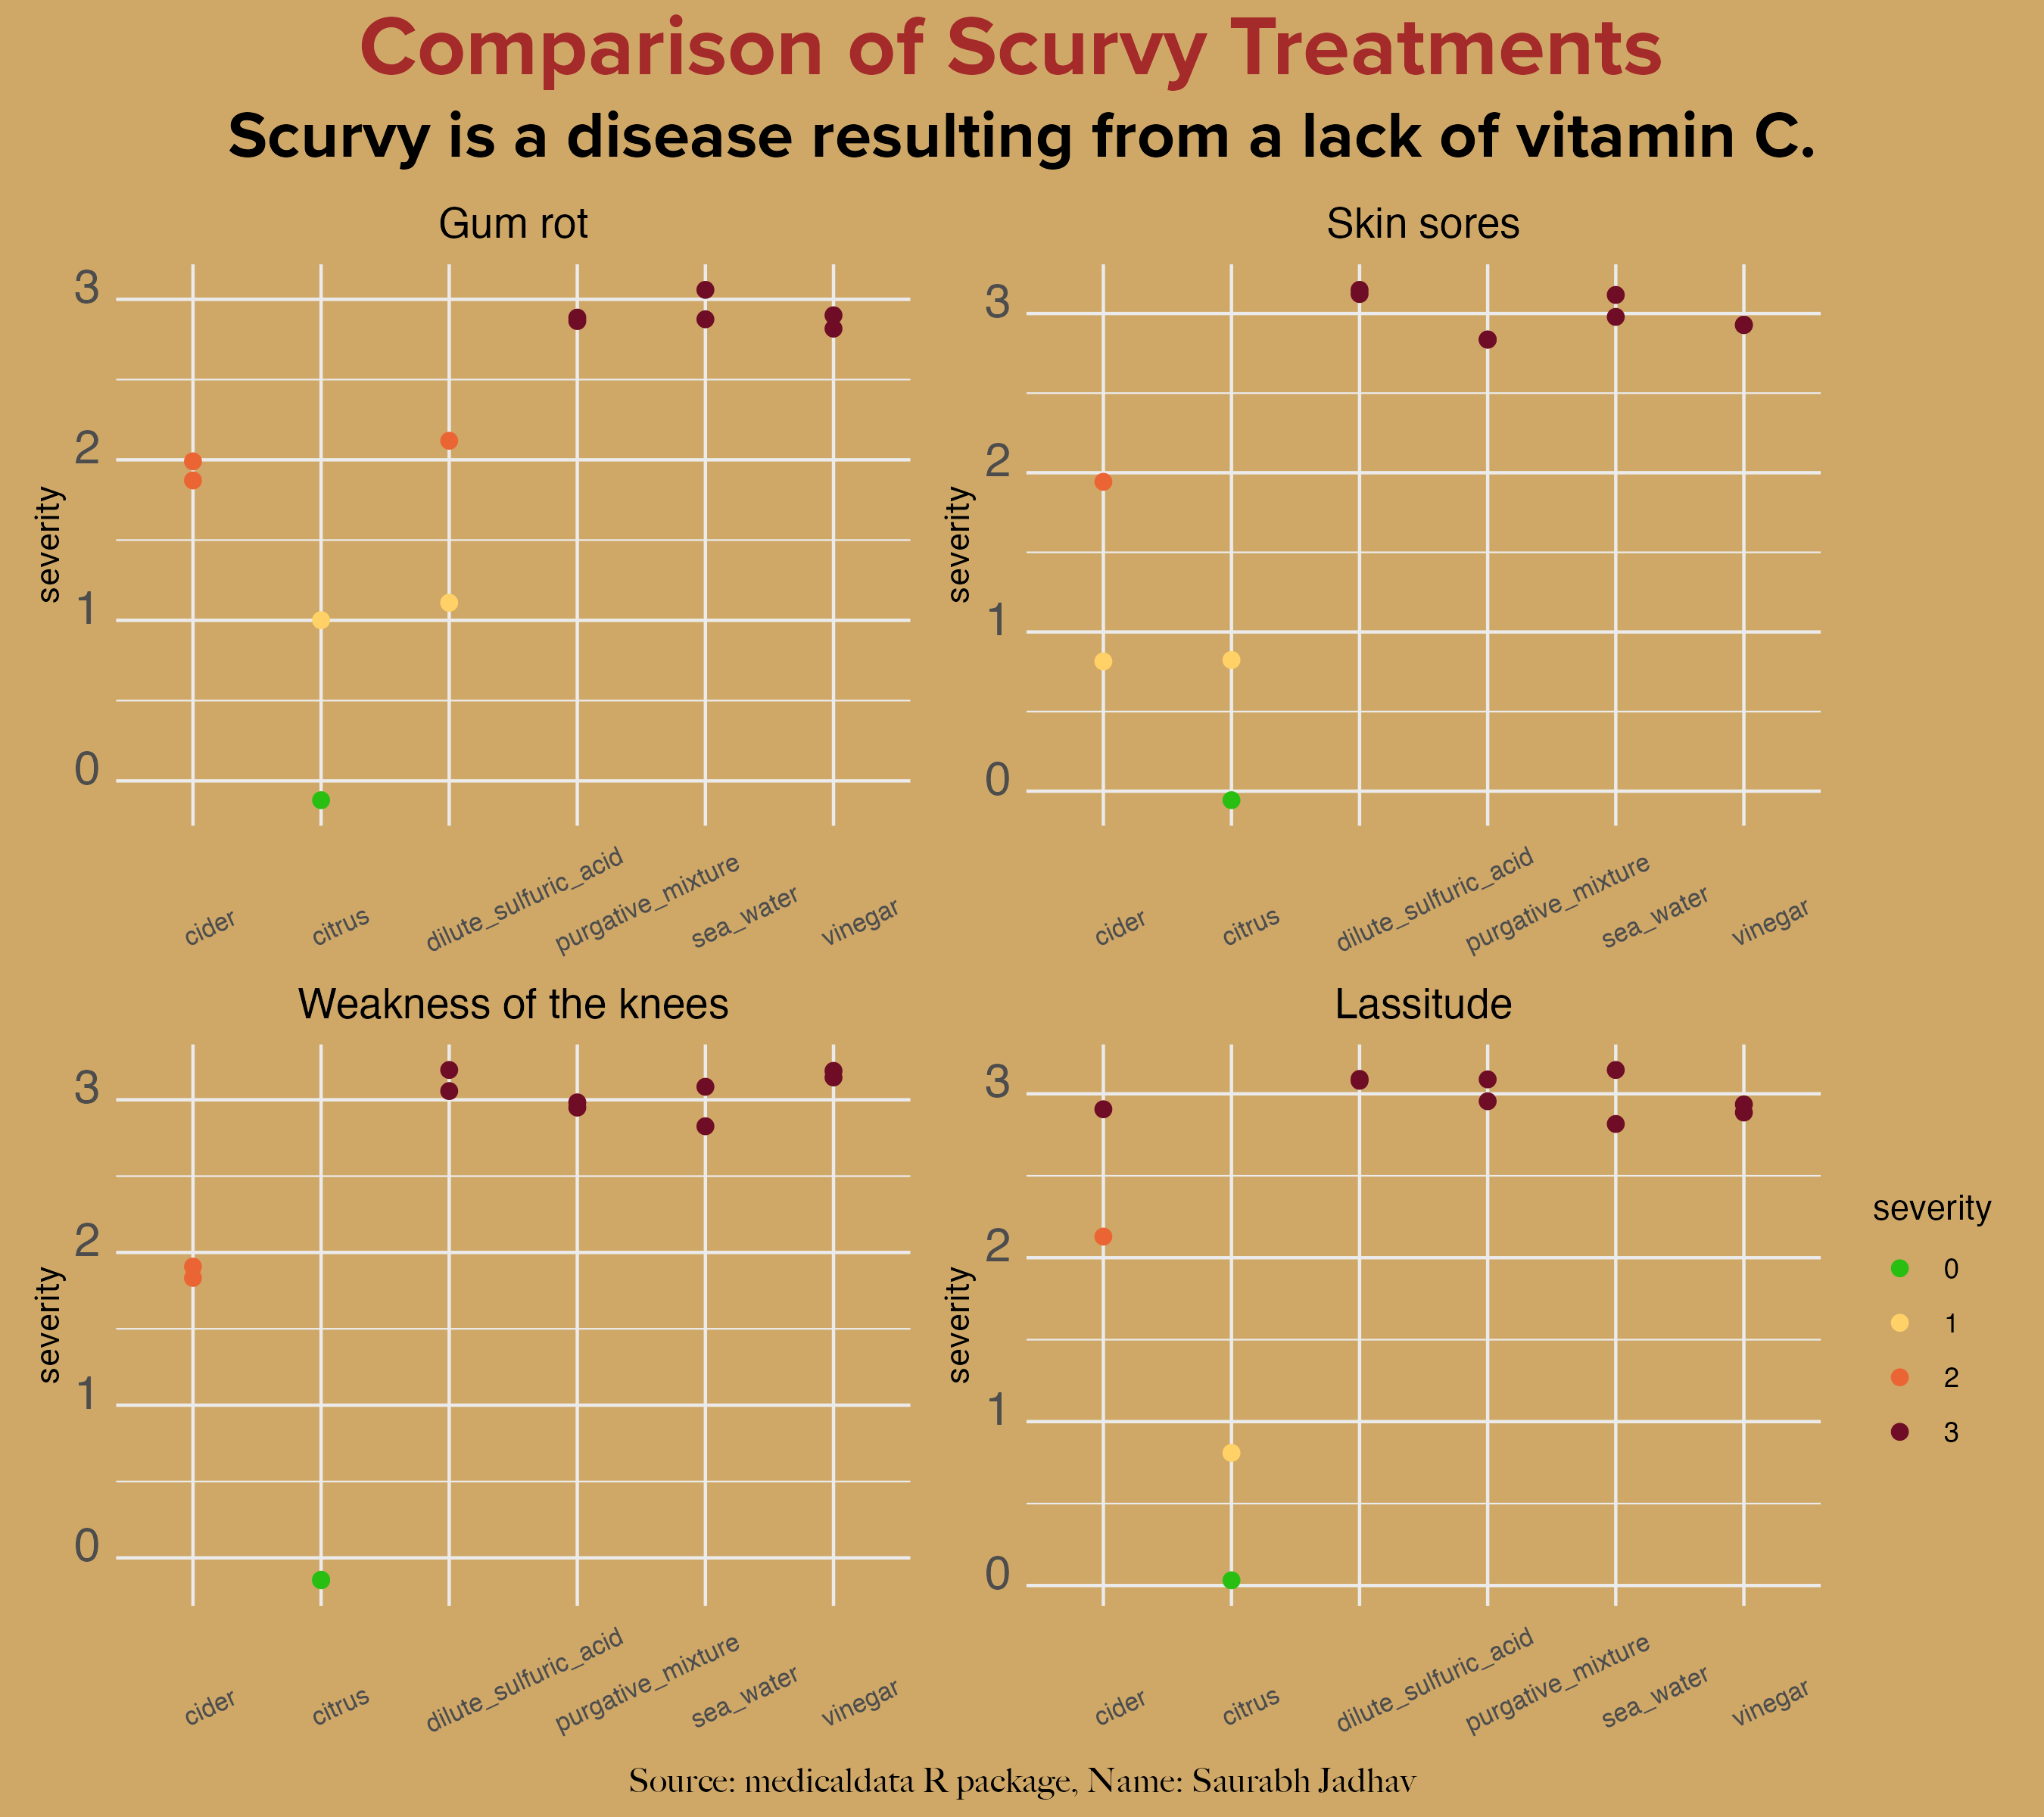 Comparison of Scurvy Treatments
Scurvy is a disease resulting from a lack of vitamin C.
Gum rot
severity
3
2
1
0
cider
citrus
dilute_sulfuric_acid
purgative_mixture
sea_water
vinegar
Skin sores
severity
3
2
1
0
cider
citrus
dilute_sulfuric_acid
purgative_mixture
sea_water
vinegar
Weakness of the knees
severity
3
2
1
0
cider
citrus
dilute_sulfuric_acid
purgative_mixture
sea_water
vinegar
Lassitude
severity
3
2
1
0
cider
citrus
dilute_sulfuric_acid
purgative_mixture
sea_water
vinegar
severity
0
1
2
3
Source: medicaldata R package, Name: Saurabh Jadhav